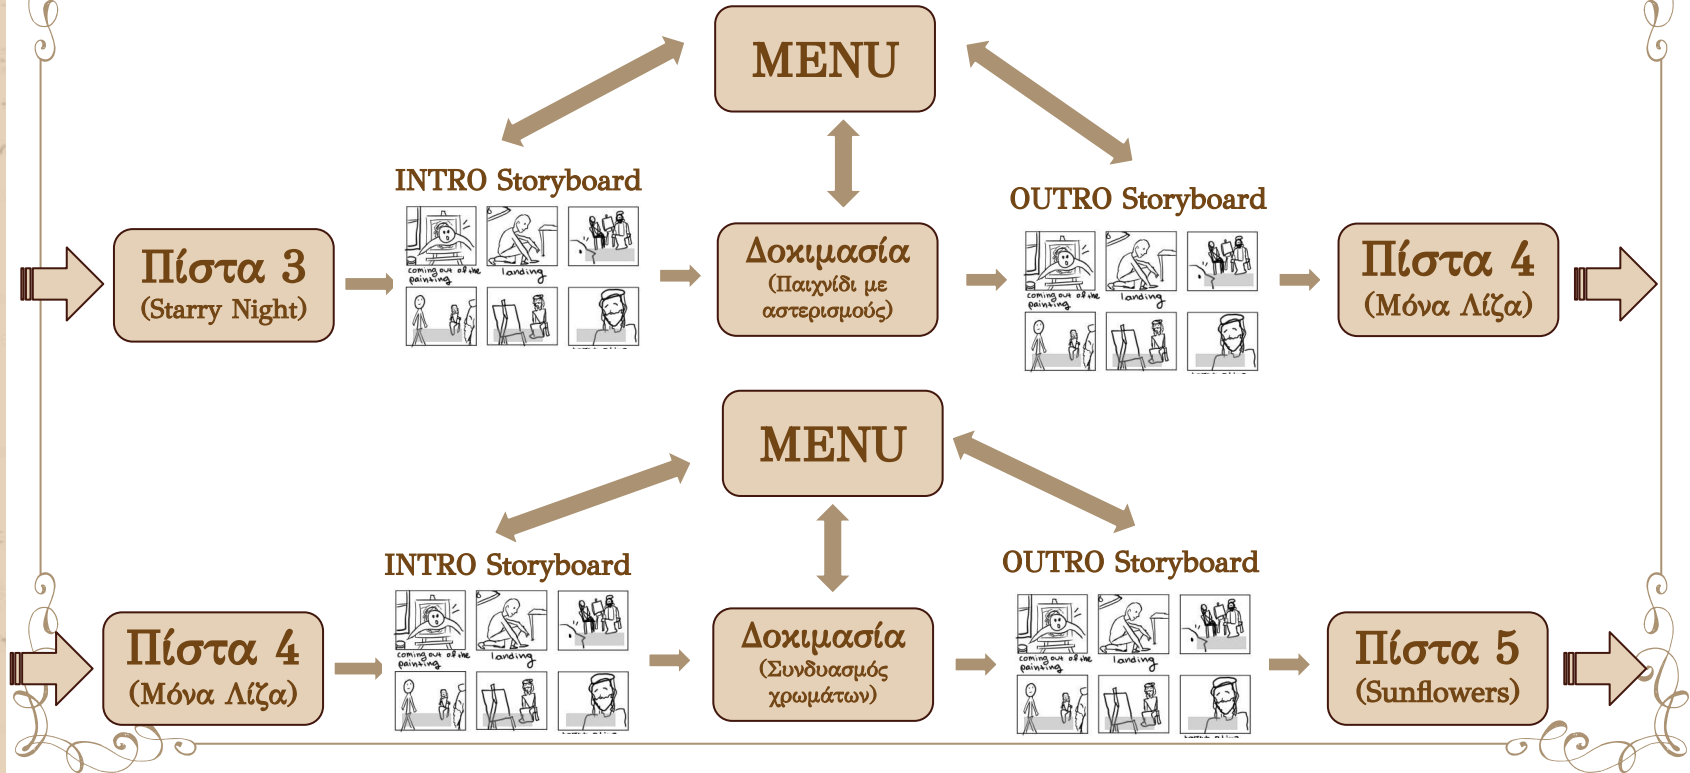 MENU
INTRO Storyboard
OUTRO Storyboard
Πίστα 3
(Starry Night)
coming out of the
painting
landing
Δοκιμασία
(Παιχνίδι με
αστερισμούς)
coming out of the
painting
landing
Πίστα 4
(Μόνα Λίζα)
MENU
INTRO Storyboard
OUTRO Storyboard
Πίστα 4
(Μόνα Λίζα)
coming out of the
painting
landing
Δοκιμασία
(Συνδυασμός
χρωμάτων)
coming out of the
painting
landing
Πίστα 5
(Sunflowers)